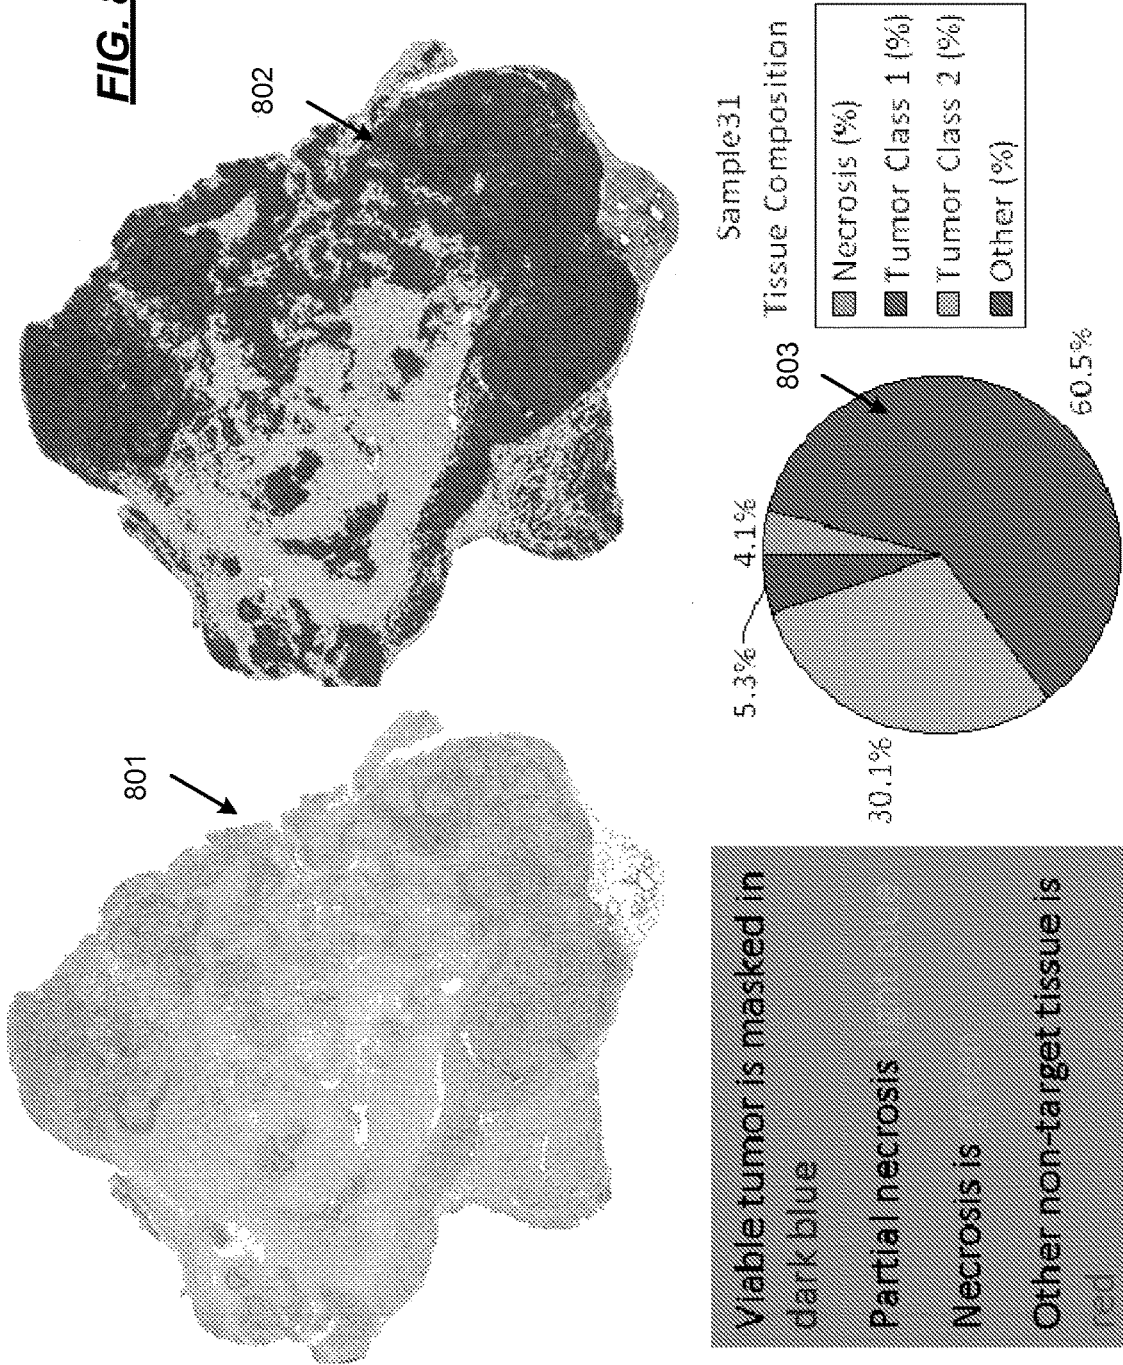 FIG. 8
801
802
Viable tumor is masked in
dark blue
Partial necrosis
Necrosis is
Other non-target tissue is
red
Sample31
Tissue Composition
803
30.1%
5.3%
4.1%
60.5%
Necrosis (%)
Tumor Class 1 (%)
Tumor Class 2 (%)
Other (%)